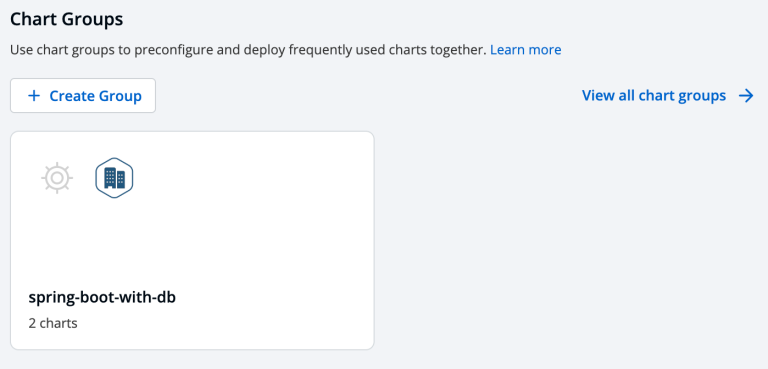 Chart Groups
Use chart groups to preconfigure and deploy frequently used charts together. Learn more
+ Create Group
View all chart groups →
spring-boot-with-db
2 charts